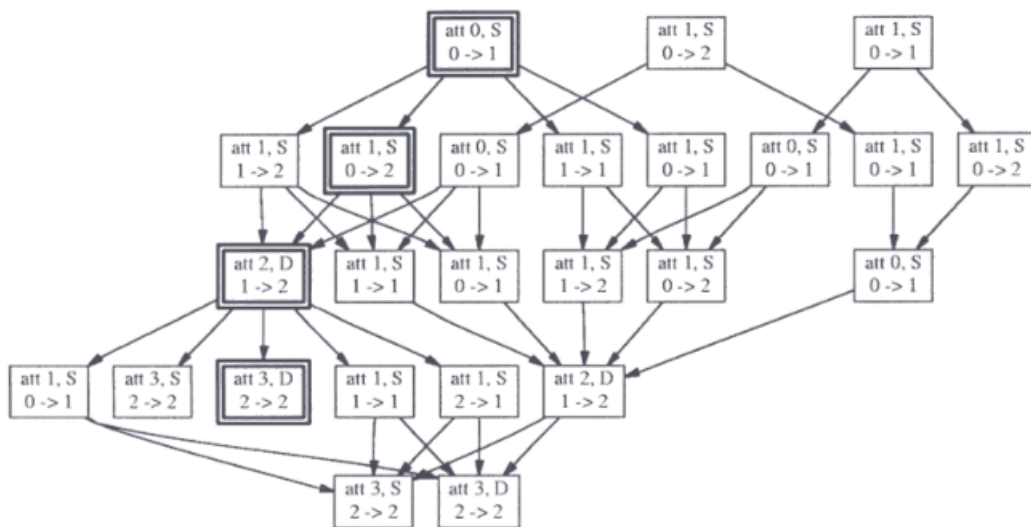 att 0, S
0 -> 1
att 1, S
0 -> 2
att 1, S
0 -> 1
att 1, S
1 -> 2
att 1, S
0 -> 2
att 0, S
0 -> 1
att 1, S
1 -> 1
att 1, S
0 -> 1
att 0, S
0 -> 1
att 1, S
0 -> 1
att 1, S
0 -> 2
att 2, D
1 -> 2
att 1, S
1 -> 1
att 1, S
0 -> 1
att 1, S
1 -> 2
att 1, S
0 -> 2
att 0, S
0 -> 1
att 1, S
0 -> 1
att 3, S
2 -> 2
att 3, D
2 -> 2
att 1, S
1 -> 1
att 1, S
2 -> 1
att 2, D
1 -> 2
att 3, S
2 -> 2
att 3, D
2 -> 2